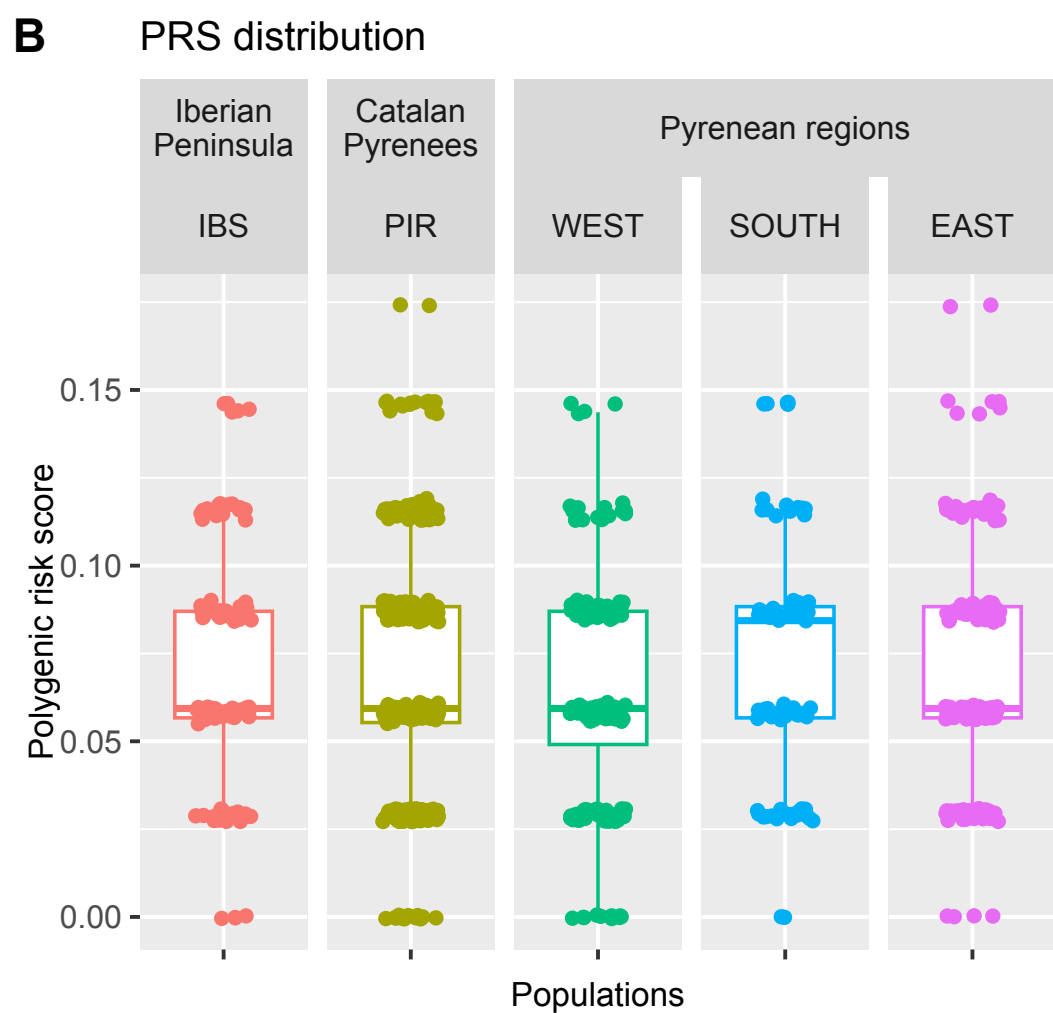 B PRS distribution
Iberian
Peninsula
Catalan
Pyrenees
Pyrenean regions
IBS
PIR
WEST
SOUTH
EAST
Polygenic risk score
0.15
0.10
0.05
0.00
Populations